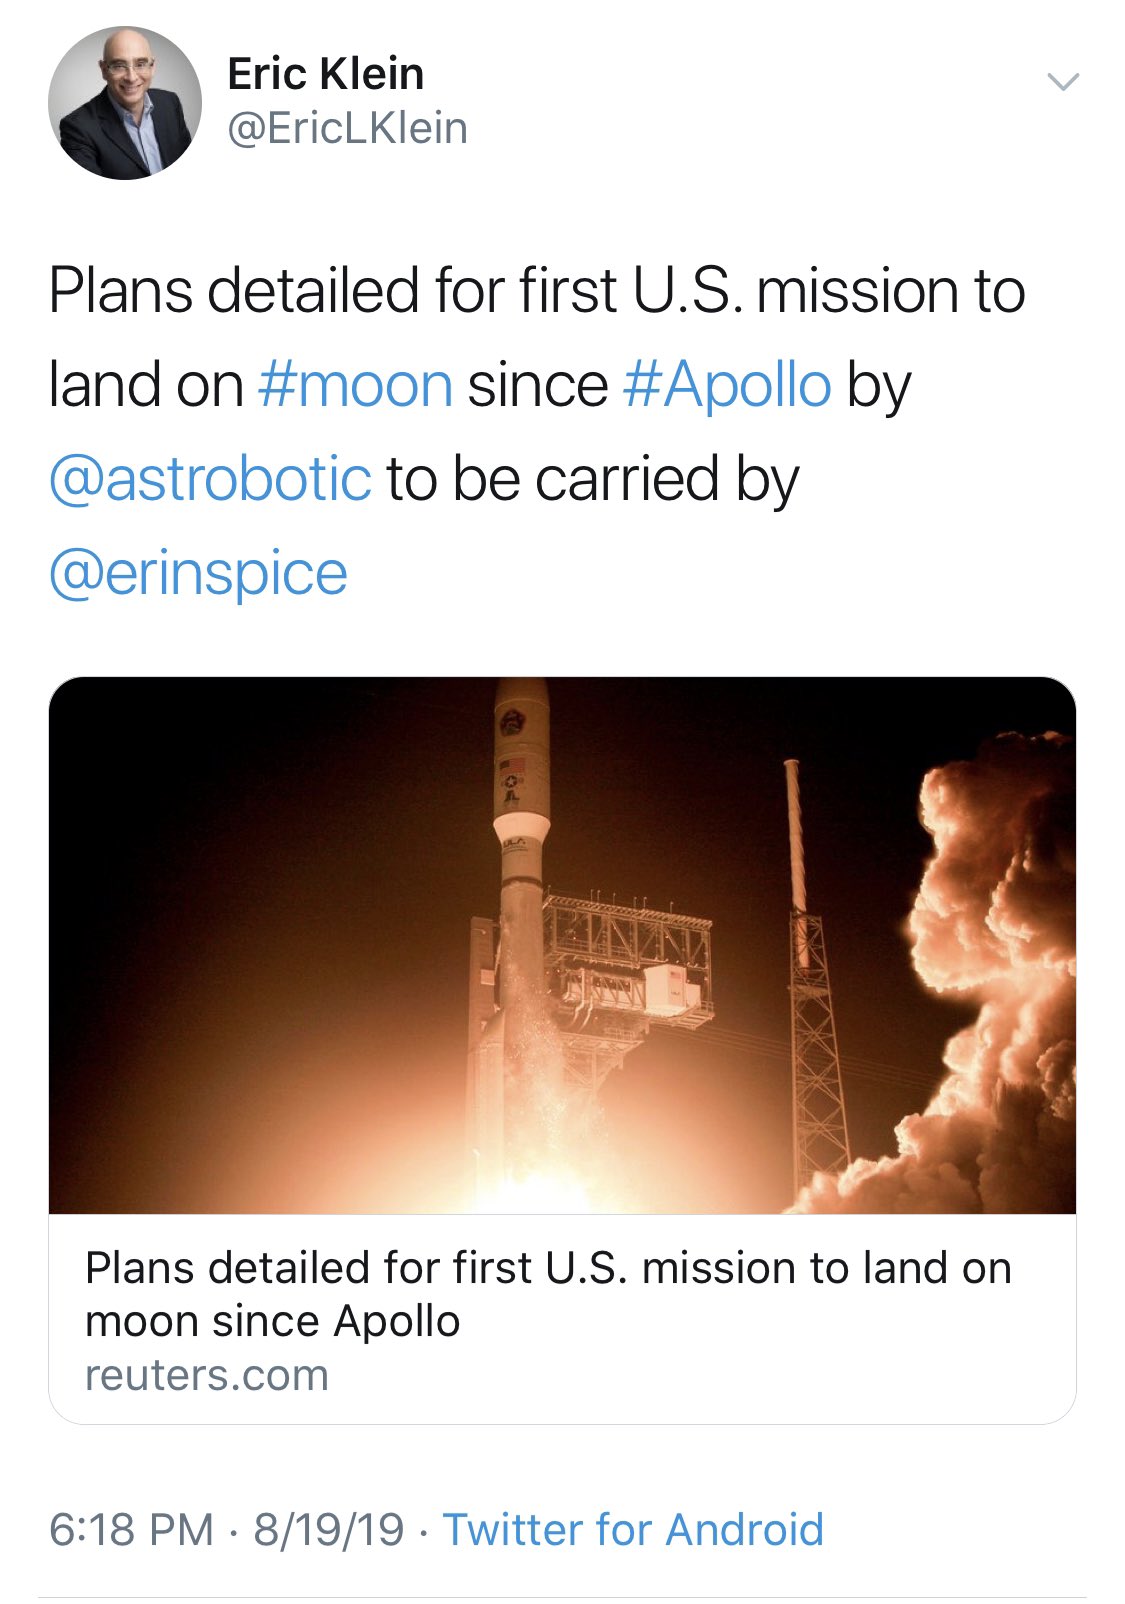 Eric Klein
@EricLKlein
Plans detailed for first U.S. mission to
land on #moon since #Apollo by
@astrobotic to be carried by
@erinspice
ULA
Plans detailed for first U.S. mission to land on
moon since Apollo
reuters.com
6:18 PM · 8/19/19 · Twitter for Android